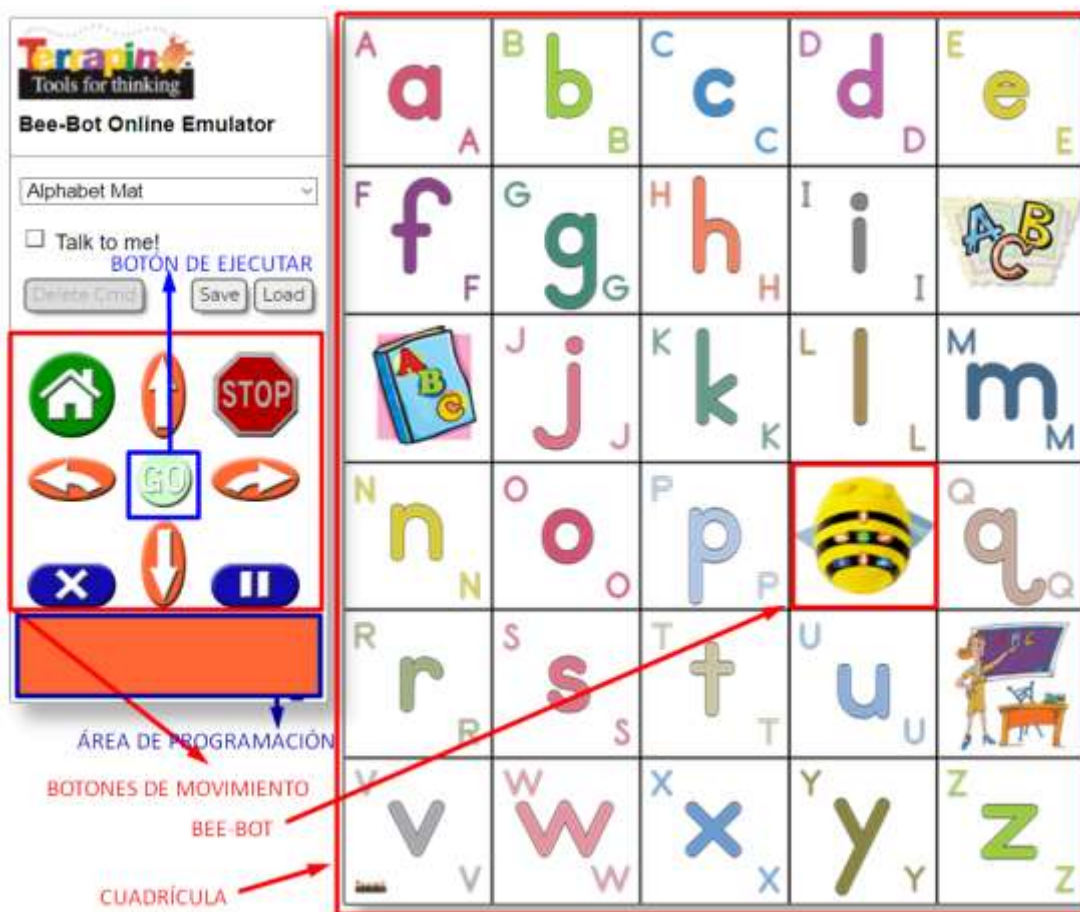 Terrapin
Tools for thinking
Bee-Bot Online Emulator
Alphabet Mat
Talk to me!
BOTÓN DE EJECUTAR
Delete Cmd
Save
Load
STOP
GO
ÁREA DE PROGRAMACIÓN
BOTONES DE MOVIMIENTO
BEE-BOT
CUADRÍCULA
A a A
B b B
C c C
D d D
E e E
F f F
G g G
H h H
I i I
A B C
A B C
J j J
K k K
L l L
M m M
N n N
O o O
P p P
Q q Q
R r R
S s S
T t T
U u U
V v V
W w W
X x X
Y y Y
Z z Z